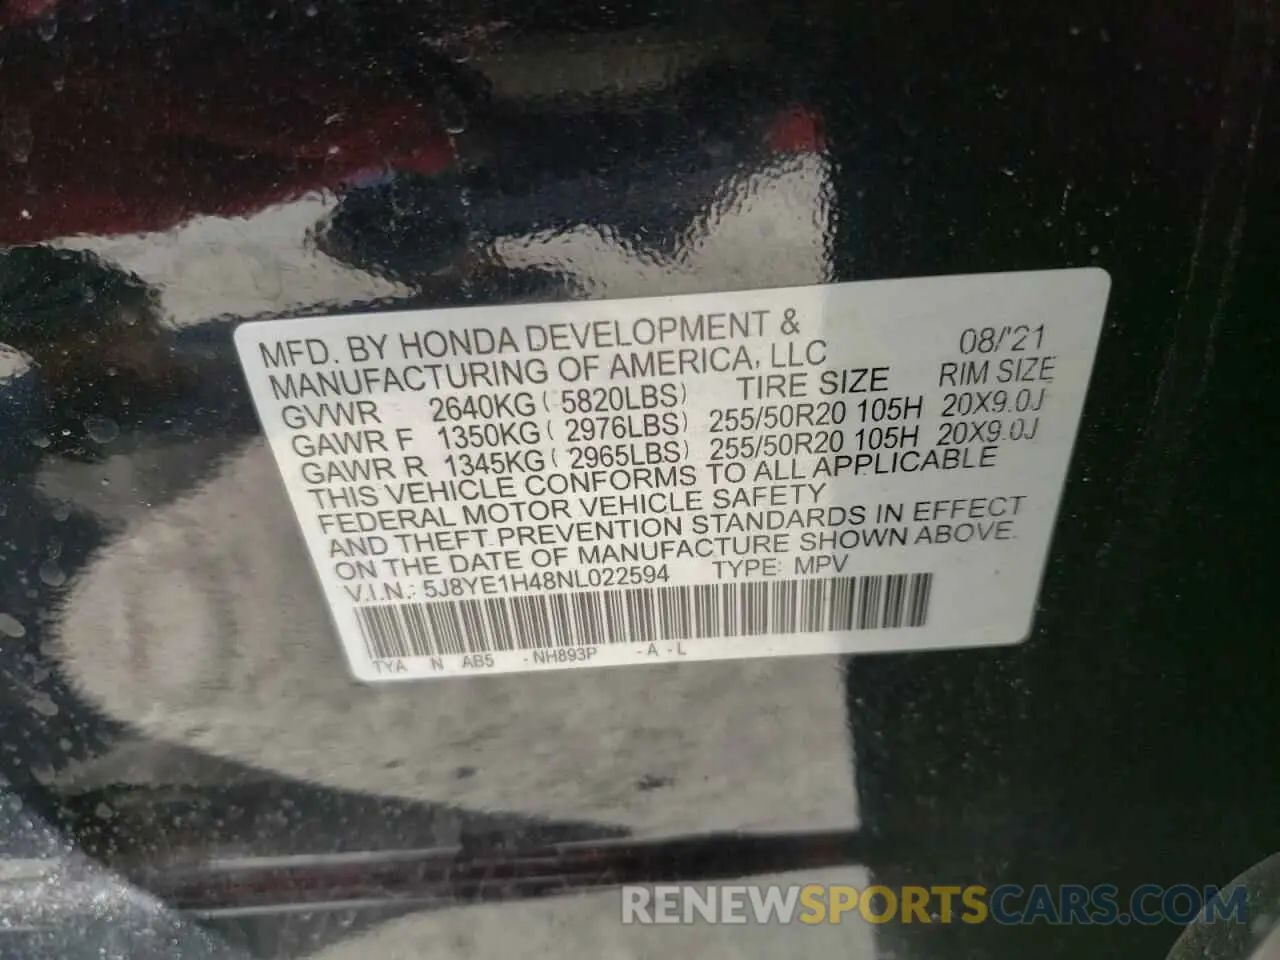 MFD. BY HONDA DEVELOPMENT &
MANUFACTURING OF AMERICA, LLC 08/'21
GVWR 2640KG ( 5820LBS) TIRE SIZE RIM SIZE
GAWR F 1350KG ( 2976LBS) 255/50R20 105H 20X9.0J
GAWR R 1345KG ( 2965LBS) 255/50R20 105H 20X9.0J
THIS VEHICLE CONFORMS TO ALL APPLICABLE
FEDERAL MOTOR VEHICLE SAFETY
AND THEFT PREVENTION STANDARDS IN EFFECT
ON THE DATE OF MANUFACTURE SHOWN ABOVE.
V.I.N.: 5J8YE1H48NL022594 TYPE: MPV
TYA N AB5 - NH893P - A - L
RENEWSPORTSCARS.COM